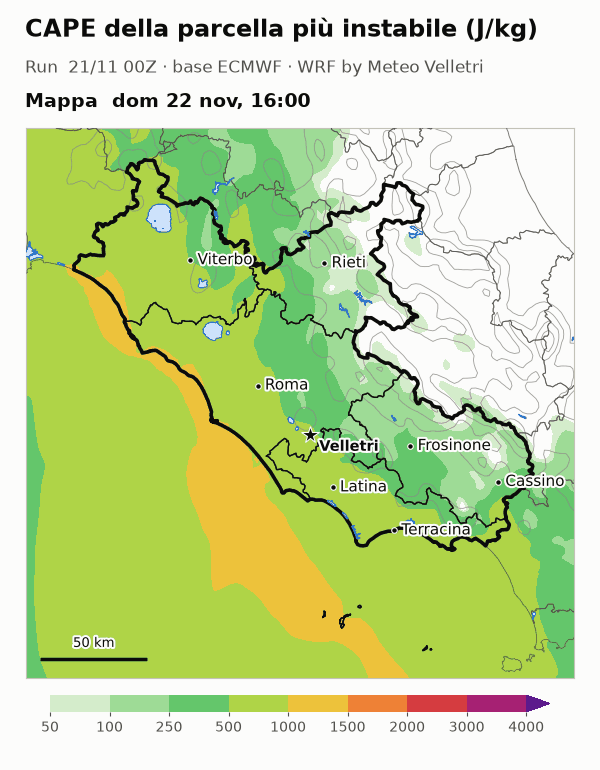 CAPE della parcella più instabile (J/kg)
Run  21/11 00Z · base ECMWF · WRF by Meteo Velletri
Mappa  dom 22 nov, 16:00
Viterbo
Rieti
Roma
Velletri
Frosinone
Cassino
Latina
Terracina
50 km
50 100 250 500 1000 1500 2000 3000 4000